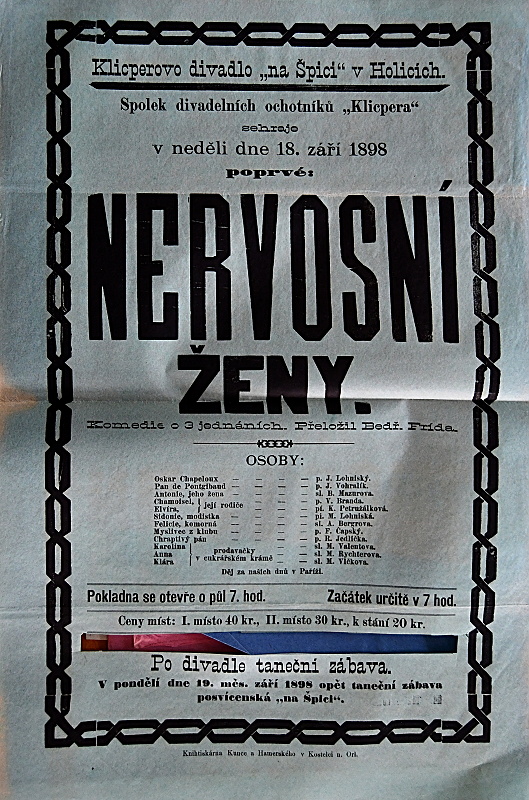 Klicperovo divadlo „na Špici“ v Holicích.
Spolek divadelních ochotníků „Klicpera“
sehraje
v neděli dne 18. září 1898
poprvé:
NERVOSNÍ
ŽENY.
Komedie o 3 jednáních. Přeložil Bedř. Frída.
OSOBY:
Oskar Chapeloux — — — — p. J. Lohniský.
Pan de Pontgibaud — — — — p. J. Vohralík.
Antonie, jeho žena — — — — sl. B. Mazurova.
Chamoisel, } její rodiče — — — p. V. Branda.
Elvíra, — — — pí. K. Petružálková.
Sidonie, modistka — — — — pí. M. Lohniská.
Felicie, komorná — — — — sl. A. Bergrova.
Myslivec z klubu — — — — p. F. Čapský.
Chraptivý pán — — — — p. R. Jedlička.
Karolina } prodavačky — — sl. M. Valentova.
Anna v cukrářském krámě — — sl. M. Rychterova.
Klára — — sl. M. Vlčkova.
Děj za našich dnů v Paříži.
Pokladna se otevře o půl 7. hod. Začátek určitě v 7 hod.
Ceny míst: I. místo 40 kr., II. místo 30 kr., k stání 20 kr.
Po divadle taneční zábava.
V pondělí dne 19. měs. září 1898 opět taneční zábava
posvícenská „na Špici“.
Knihtiskárna Kunce a Hamerského v Kostelci n. Orl.